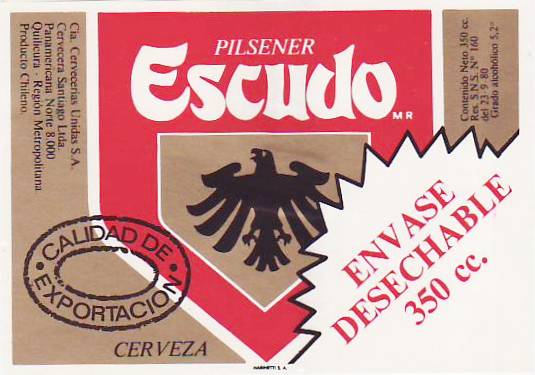 Cia. Cervecerias Unidas S.A.
Cervecera Santiago Ltda.
Panamericana Norte 8.000
Quilicura - Región Metropolitana
Producto Chileno.
PILSENER
Escudo
MR
Contenido Neto 350 cc.
Res. S.N.S. Nº 160
del 23 - 9 - 80
Grado alcohólico 5,2º
ENVASE
DESECHABLE
350 cc.
CALIDAD DE
• EXPORTACION •
CERVEZA
MARINETTI S. A.